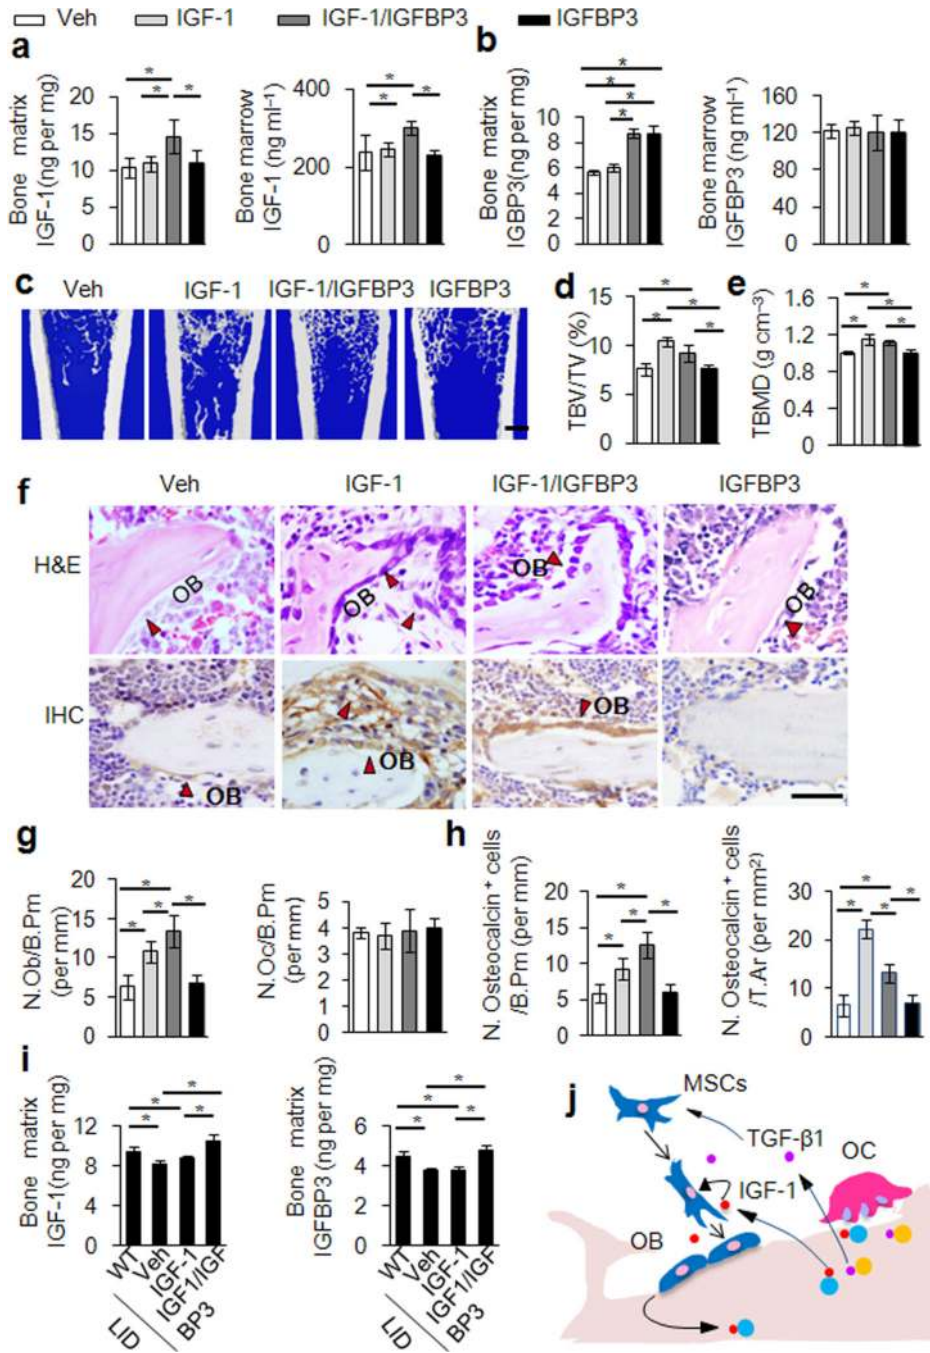 Veh IGF-1 IGF-1/IGFBP3 IGFBP3
a
Bone matrix
IGF-1(ng per mg)
20
15
10
5
0
* * *
Bone marrow
IGF-1 (ng ml⁻¹)
400
200
0
* * *
b
Bone matrix
IGBP3(ng per mg)
10
8
6
4
2
0
* * * * *
Bone marrow
IGFBP3 (ng ml⁻¹)
160
120
80
40
0
c
Veh IGF-1 IGF-1/IGFBP3 IGFBP3
d
TBV/TV (%)
15
10
5
0
* * * *
e
TBMD (g cm⁻³)
1.6
1.2
0.8
0.4
0
* * * *
f
Veh IGF-1 IGF-1/IGFBP3 IGFBP3
H&E
OB OB OB OB
IHC
OB OB OB
g
N.Ob/B.Pm
(per mm)
20
15
10
5
0
* * * *
N.Oc/B.Pm
(per mm)
5
4
3
2
1
0
h
N. Osteocalcin⁺ cells
/B.Pm (per mm)
20
15
10
5
0
* * * *
N. Osteocalcin⁺ cells
/T.Ar (per mm²)
30
20
10
0
* * * *
i
Bone matrix
IGF-1(ng per mg)
12
8
4
0
* * * *
WT Veh IGF-1 IGF1/IGF
LID BP3
Bone matrix
IGFBP3 (ng per mg)
6
4
2
0
* * * *
WT Veh IGF-1 IGF1/IGF
LID BP3
j
MSCs
TGF-β1
OC
IGF-1
OB